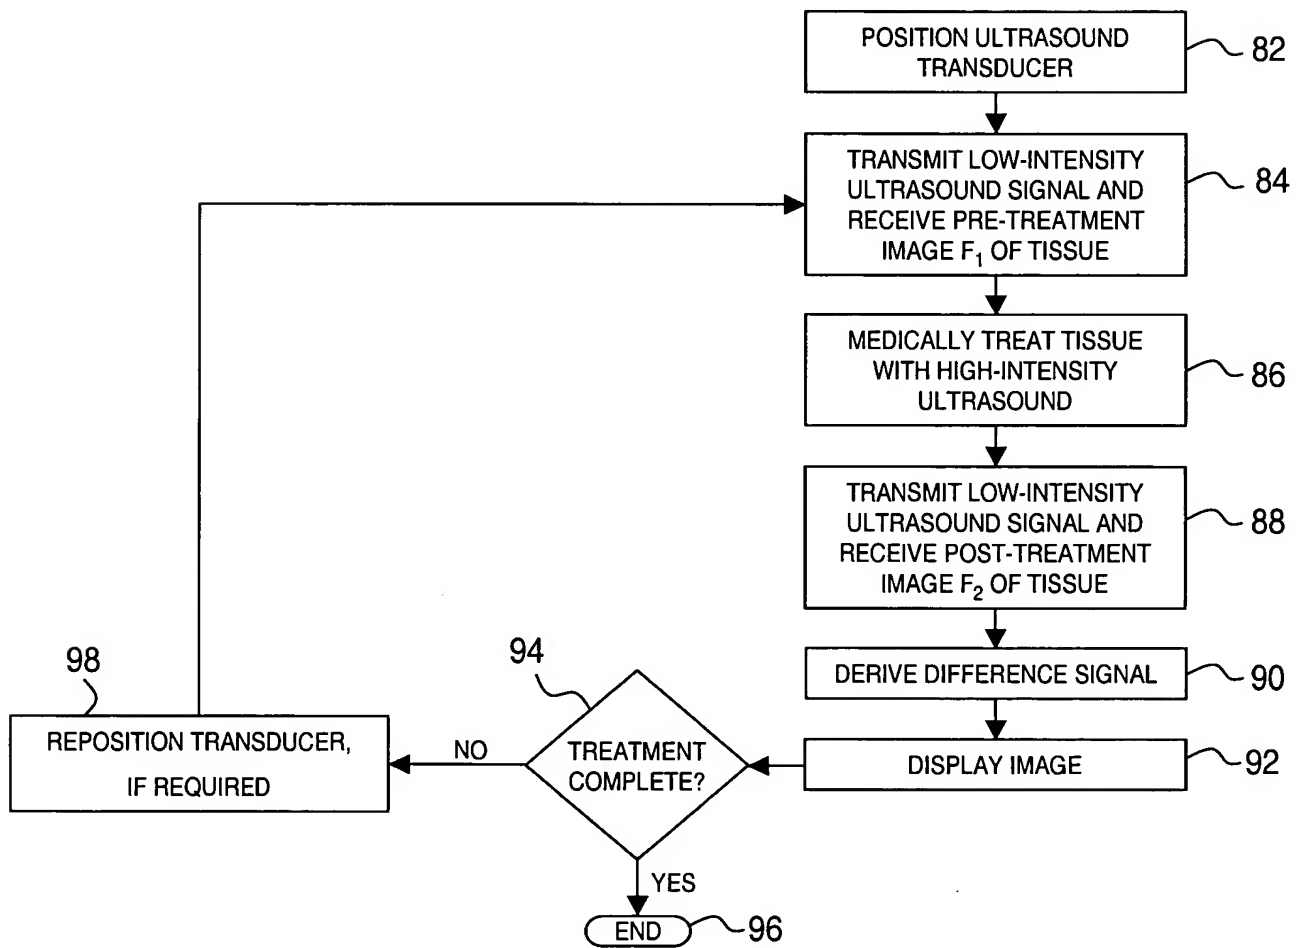 POSITION ULTRASOUND
TRANSDUCER
82
TRANSMIT LOW-INTENSITY
ULTRASOUND SIGNAL AND
RECEIVE PRE-TREATMENT
IMAGE F₁ OF TISSUE
84
MEDICALLY TREAT TISSUE
WITH HIGH-INTENSITY
ULTRASOUND
86
TRANSMIT LOW-INTENSITY
ULTRASOUND SIGNAL AND
RECEIVE POST-TREATMENT
IMAGE F₂ OF TISSUE
88
DERIVE DIFFERENCE SIGNAL
90
DISPLAY IMAGE
92
94
TREATMENT
COMPLETE?
NO
98
REPOSITION TRANSDUCER,
IF REQUIRED
YES
END
96